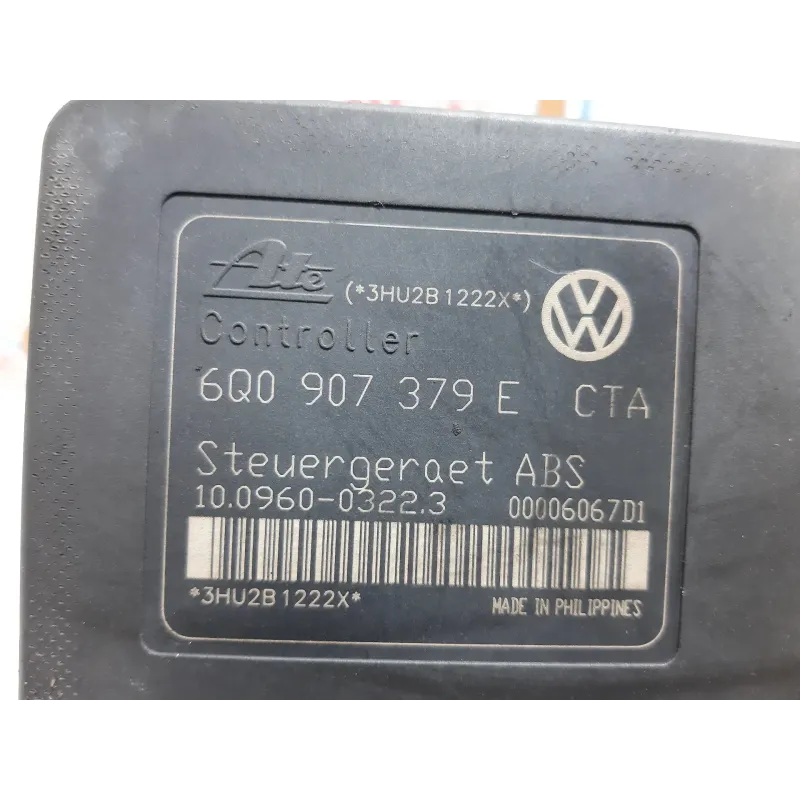 Ate (*3HU2B1222X*)
Controller
6Q0 907 379 E CTA
Steuergeraet ABS
10.0960-0322.3 00006067D1
*3HU2B1222X* MADE IN PHILIPPINES